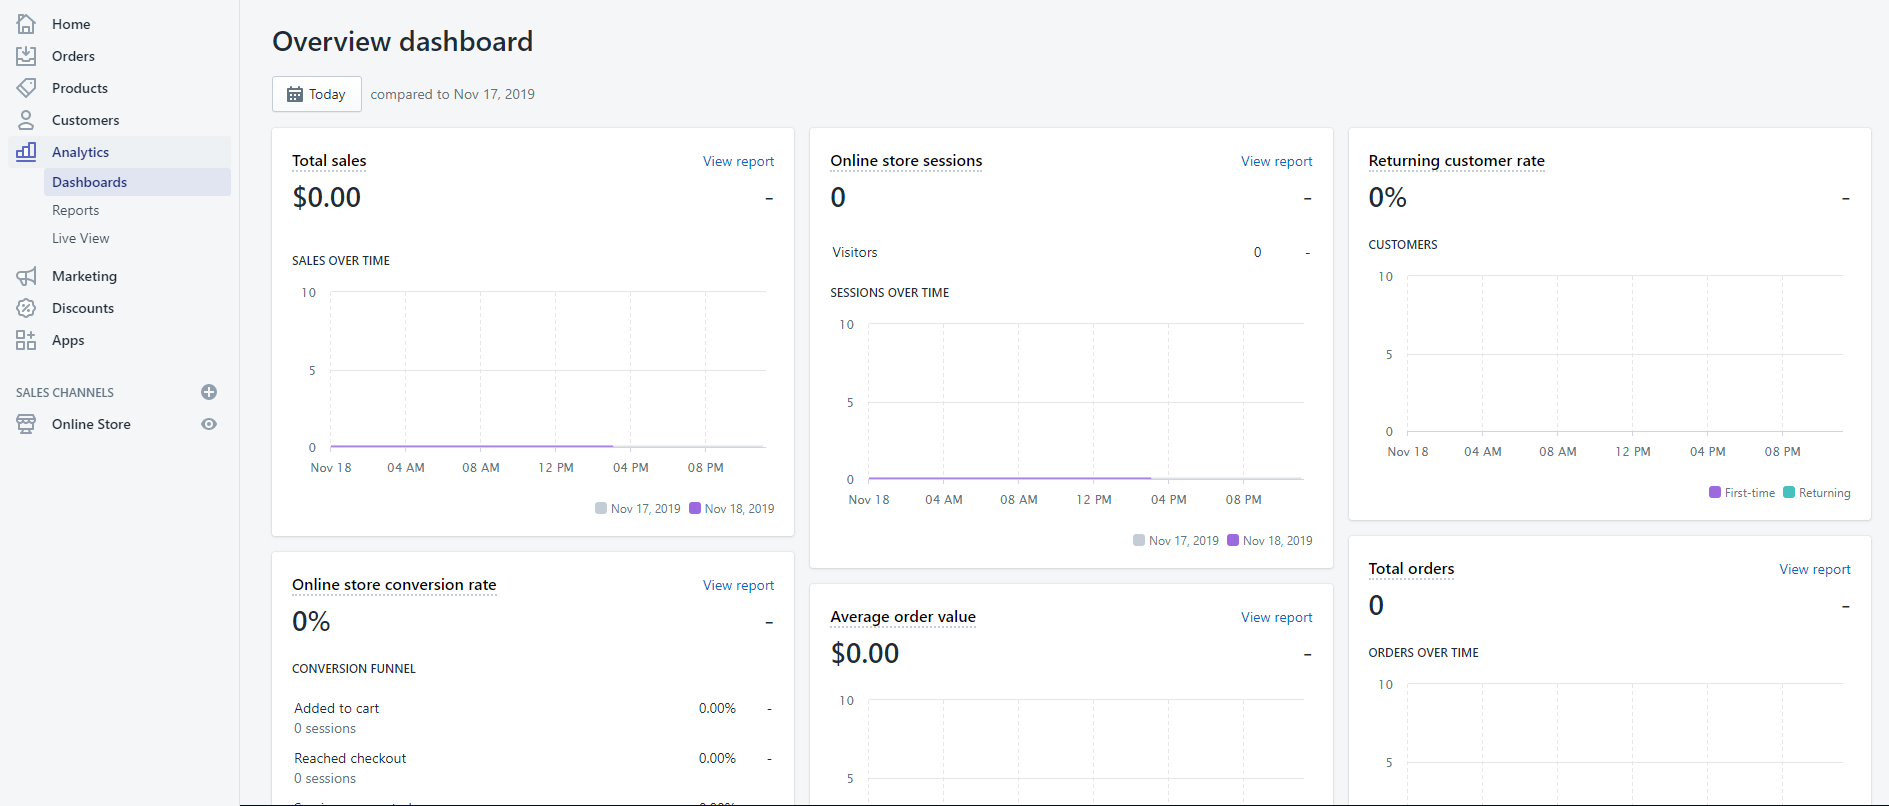 Home
Orders
Products
Customers
Analytics
Dashboards
Reports
Live View
Marketing
Discounts
Apps
SALES CHANNELS
Online Store
Overview dashboard
Today compared to Nov 17, 2019
Total sales View report
$0.00 -
SALES OVER TIME
10
5
0
Nov 18 04 AM 08 AM 12 PM 04 PM 08 PM
Nov 17, 2019 Nov 18, 2019
Online store conversion rate View report
0% -
CONVERSION FUNNEL
Added to cart 0.00% -
0 sessions
Reached checkout 0.00% -
0 sessions
Online store sessions View report
0 -
Visitors 0 -
SESSIONS OVER TIME
10
5
0
Nov 18 04 AM 08 AM 12 PM 04 PM 08 PM
Nov 17, 2019 Nov 18, 2019
Average order value View report
$0.00 -
10
5
Returning customer rate
0% -
CUSTOMERS
10
5
0
Nov 18 04 AM 08 AM 12 PM 04 PM 08 PM
First-time Returning
Total orders View report
0 -
ORDERS OVER TIME
10
5